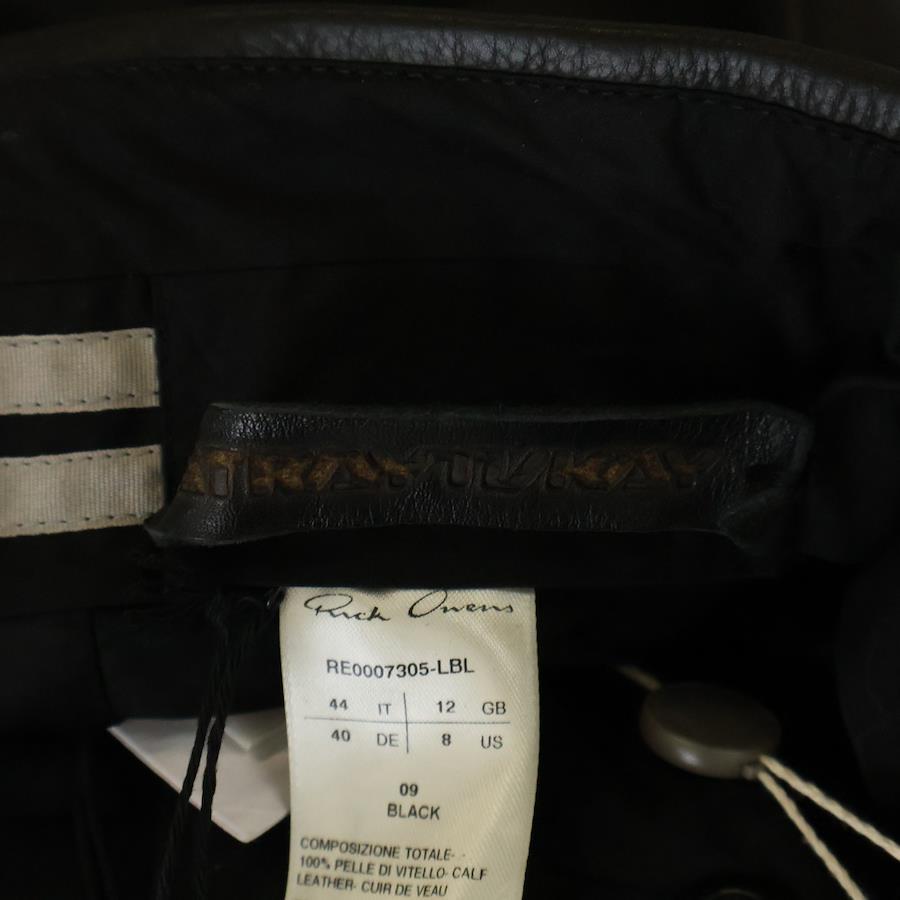 Rick Owens
RE0007305-LBL
44 IT 12 GB
40 DE 8 US
09
BLACK
COMPOSIZIONE TOTALE-
100% PELLE DI VITELLO- CALF
LEATHER- CUIR DE VEAU